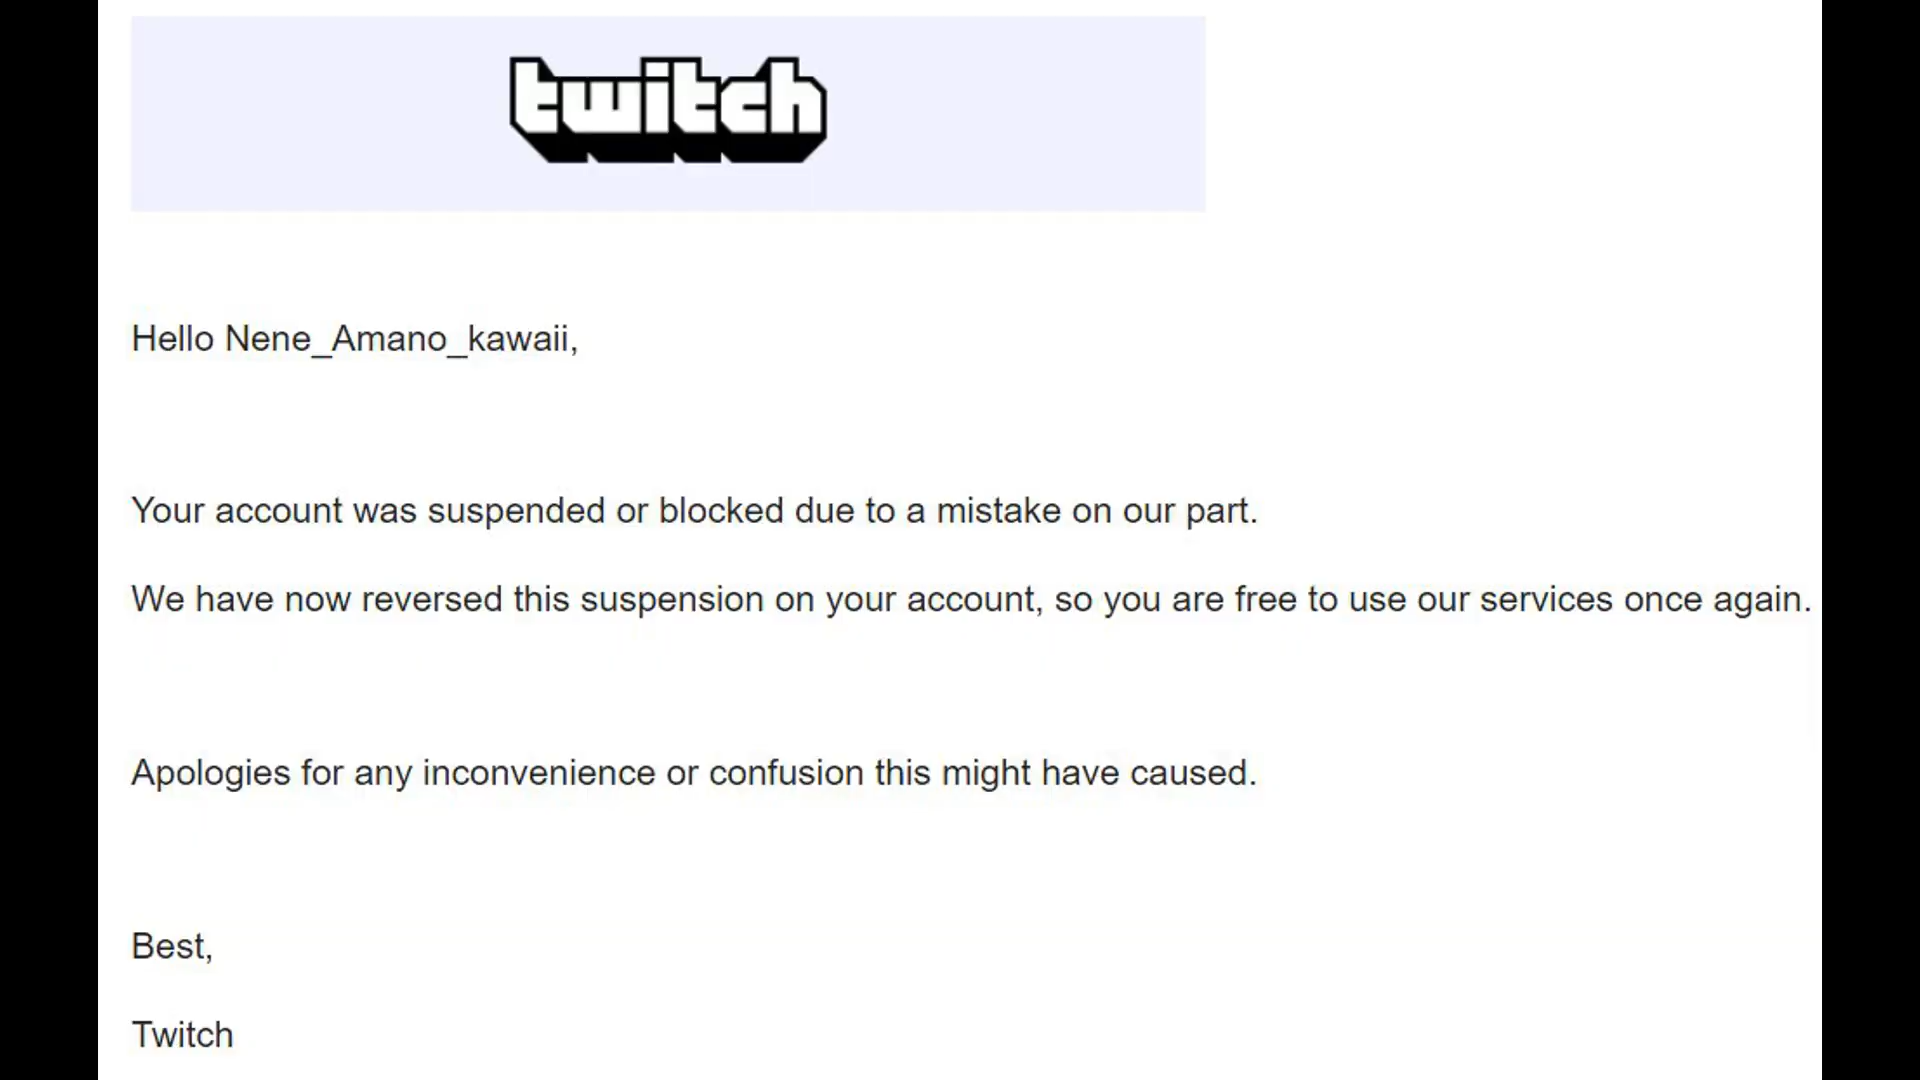 twitch
Hello Nene_Amano_kawaii,
Your account was suspended or blocked due to a mistake on our part.
We have now reversed this suspension on your account, so you are free to use our services once again.
Apologies for any inconvenience or confusion this might have caused.
Best,
Twitch